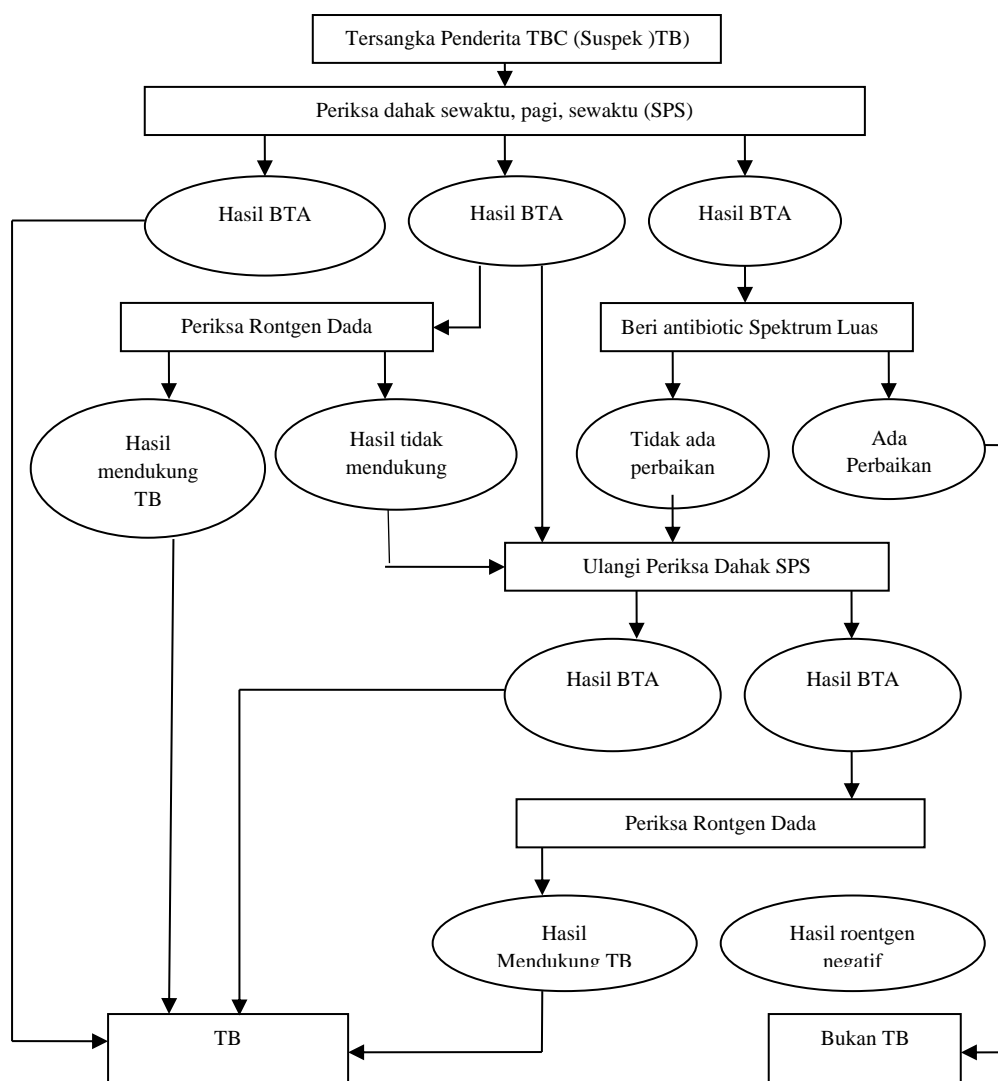 Tersangka Penderita TBC (Suspek )TB)
Periksa dahak sewaktu, pagi, sewaktu (SPS)
Hasil BTA
Hasil BTA
Hasil BTA
Periksa Rontgen Dada
Beri antibiotic Spektrum Luas
Hasil
mendukung
TB
Hasil tidak
mendukung
Tidak ada
perbaikan
Ada
Perbaikan
Ulangi Periksa Dahak SPS
Hasil BTA
Hasil BTA
Periksa Rontgen Dada
Hasil
Mendukung TB
Hasil roentgen
negatif
TB
Bukan TB